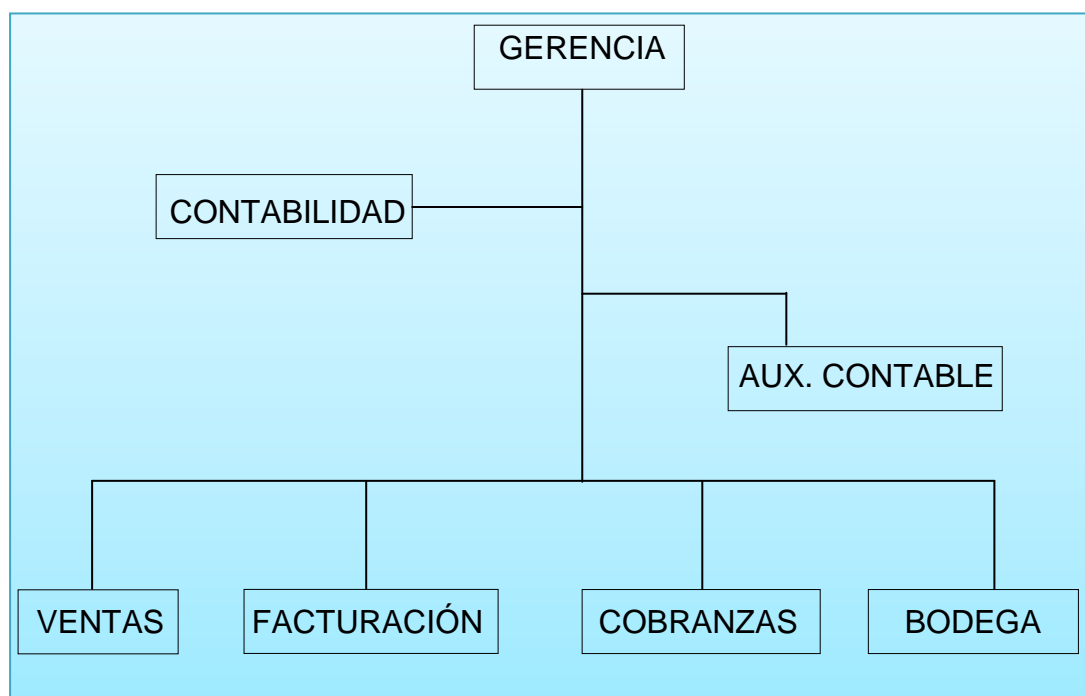 GERENCIA
CONTABILIDAD
AUX. CONTABLE
VENTAS
FACTURACIÓN
COBRANZAS
BODEGA